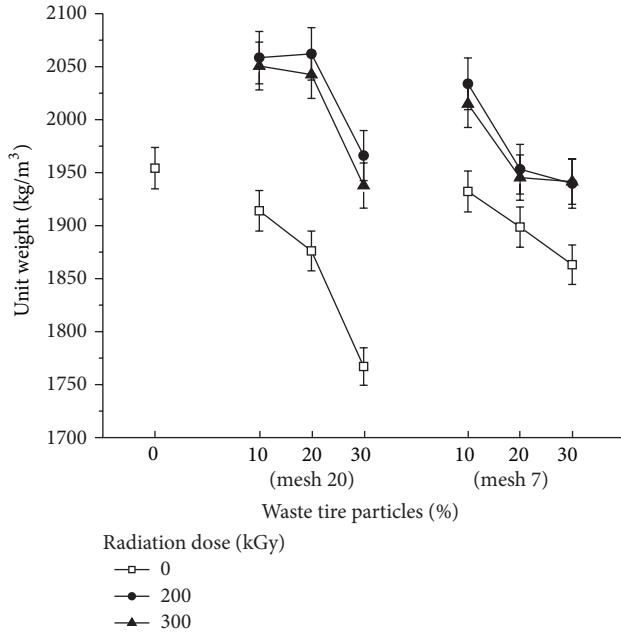 2100
2050
2000
1950
1900
1850
1800
1750
1700
Unit weight (kg/m³)
0 10 20 30 10 20 30
(mesh 20) (mesh 7)
Waste tire particles (%)
Radiation dose (kGy)
0
200
300